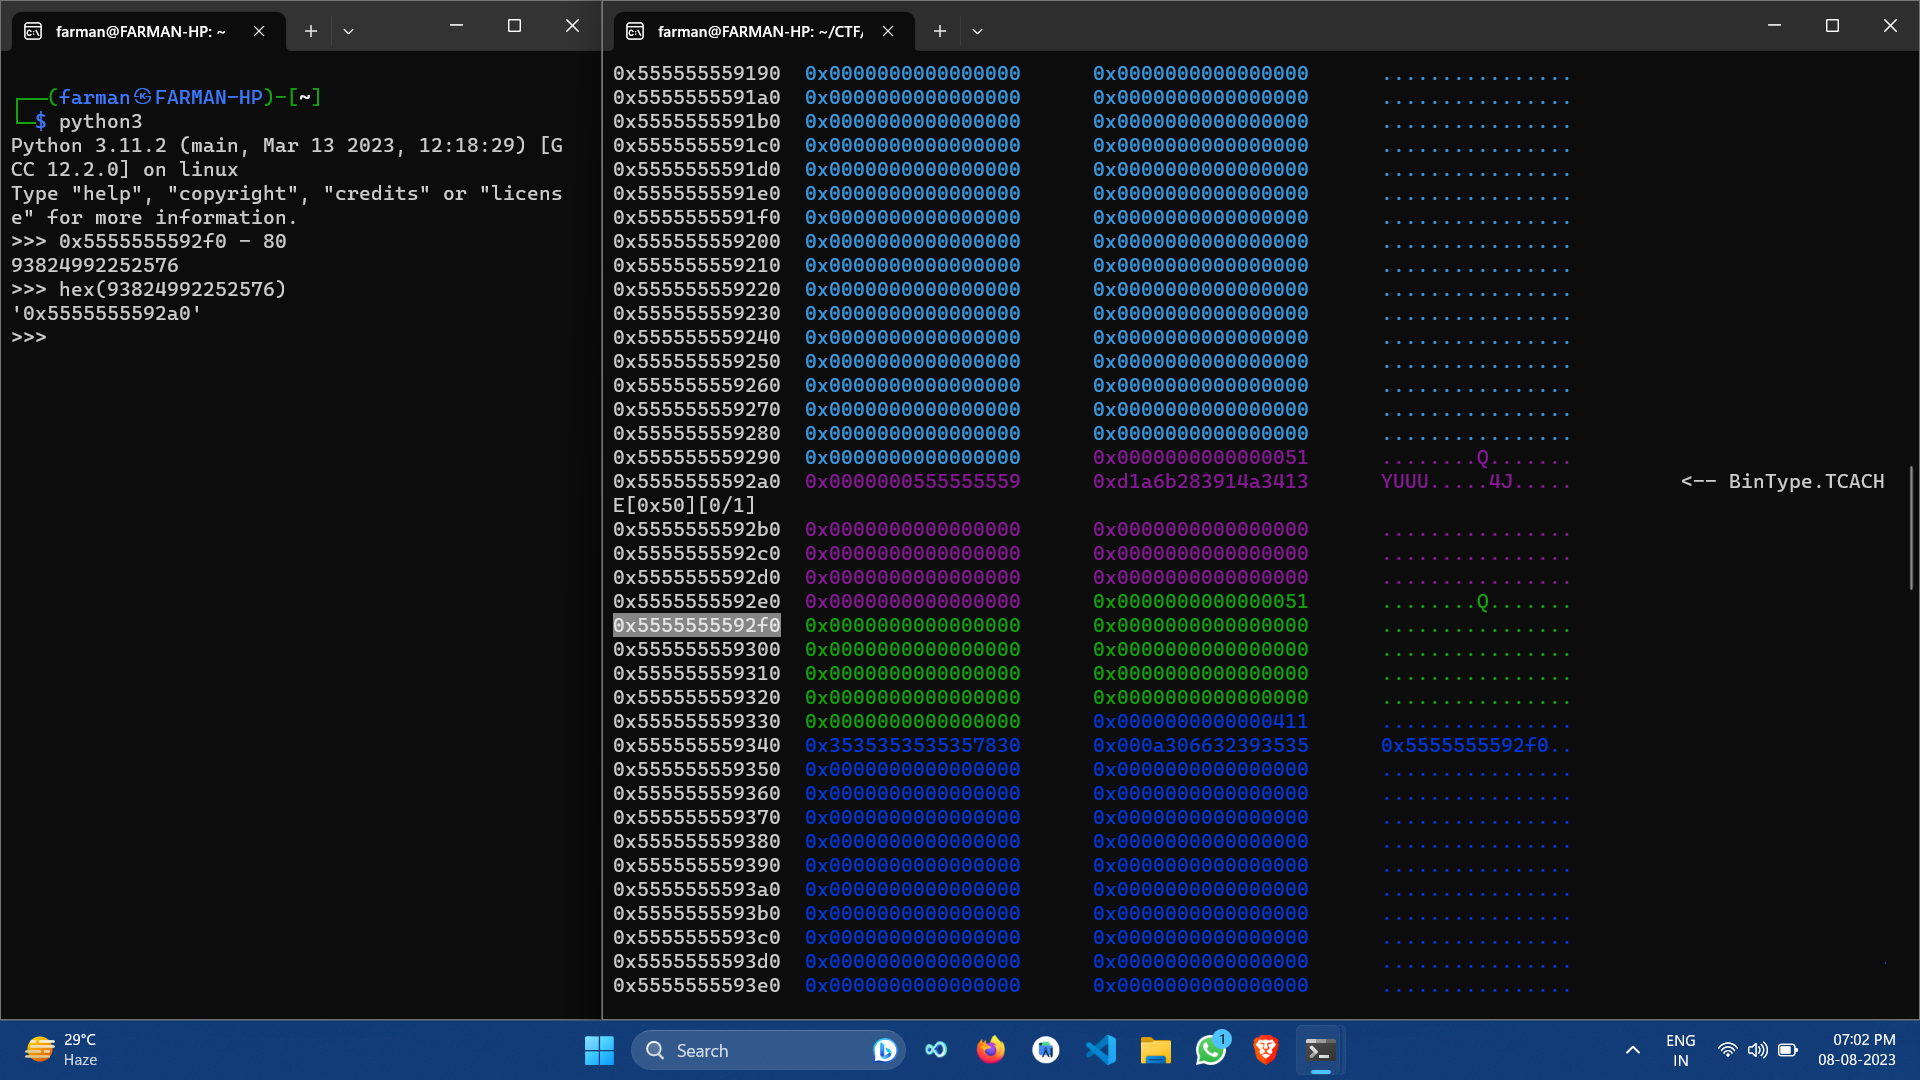 farman@FARMAN-HP: ~
┌──(farman㉿FARMAN-HP)-[~]
└─$ python3
Python 3.11.2 (main, Mar 13 2023, 12:18:29) [G
CC 12.2.0] on linux
Type "help", "copyright", "credits" or "licens
e" for more information.
>>> 0x5555555592f0 - 80
93824992252576
>>> hex(93824992252576)
'0x5555555592a0'
>>>
farman@FARMAN-HP: ~/CTF/
0x555555559190 0x0000000000000000 0x0000000000000000 ................
0x5555555591a0 0x0000000000000000 0x0000000000000000 ................
0x5555555591b0 0x0000000000000000 0x0000000000000000 ................
0x5555555591c0 0x0000000000000000 0x0000000000000000 ................
0x5555555591d0 0x0000000000000000 0x0000000000000000 ................
0x5555555591e0 0x0000000000000000 0x0000000000000000 ................
0x5555555591f0 0x0000000000000000 0x0000000000000000 ................
0x555555559200 0x0000000000000000 0x0000000000000000 ................
0x555555559210 0x0000000000000000 0x0000000000000000 ................
0x555555559220 0x0000000000000000 0x0000000000000000 ................
0x555555559230 0x0000000000000000 0x0000000000000000 ................
0x555555559240 0x0000000000000000 0x0000000000000000 ................
0x555555559250 0x0000000000000000 0x0000000000000000 ................
0x555555559260 0x0000000000000000 0x0000000000000000 ................
0x555555559270 0x0000000000000000 0x0000000000000000 ................
0x555555559280 0x0000000000000000 0x0000000000000000 ................
0x555555559290 0x0000000000000000 0x0000000000000051 ........Q.......
0x5555555592a0 0x0000000555555559 0xd1a6b283914a3413 YUUU.....4J..... <-- BinType.TCACH
E[0x50][0/1]
0x5555555592b0 0x0000000000000000 0x0000000000000000 ................
0x5555555592c0 0x0000000000000000 0x0000000000000000 ................
0x5555555592d0 0x0000000000000000 0x0000000000000000 ................
0x5555555592e0 0x0000000000000000 0x0000000000000051 ........Q.......
0x5555555592f0 0x0000000000000000 0x0000000000000000 ................
0x555555559300 0x0000000000000000 0x0000000000000000 ................
0x555555559310 0x0000000000000000 0x0000000000000000 ................
0x555555559320 0x0000000000000000 0x0000000000000000 ................
0x555555559330 0x0000000000000000 0x0000000000000411 ................
0x555555559340 0x3535353535357830 0x000a306632393535 0x5555555592f0..
0x555555559350 0x0000000000000000 0x0000000000000000 ................
0x555555559360 0x0000000000000000 0x0000000000000000 ................
0x555555559370 0x0000000000000000 0x0000000000000000 ................
0x555555559380 0x0000000000000000 0x0000000000000000 ................
0x555555559390 0x0000000000000000 0x0000000000000000 ................
0x5555555593a0 0x0000000000000000 0x0000000000000000 ................
0x5555555593b0 0x0000000000000000 0x0000000000000000 ................
0x5555555593c0 0x0000000000000000 0x0000000000000000 ................
0x5555555593d0 0x0000000000000000 0x0000000000000000 ................
0x5555555593e0 0x0000000000000000 0x0000000000000000 ................
29°C
Haze
Search
1
ENG
IN
07:02 PM
08-08-2023